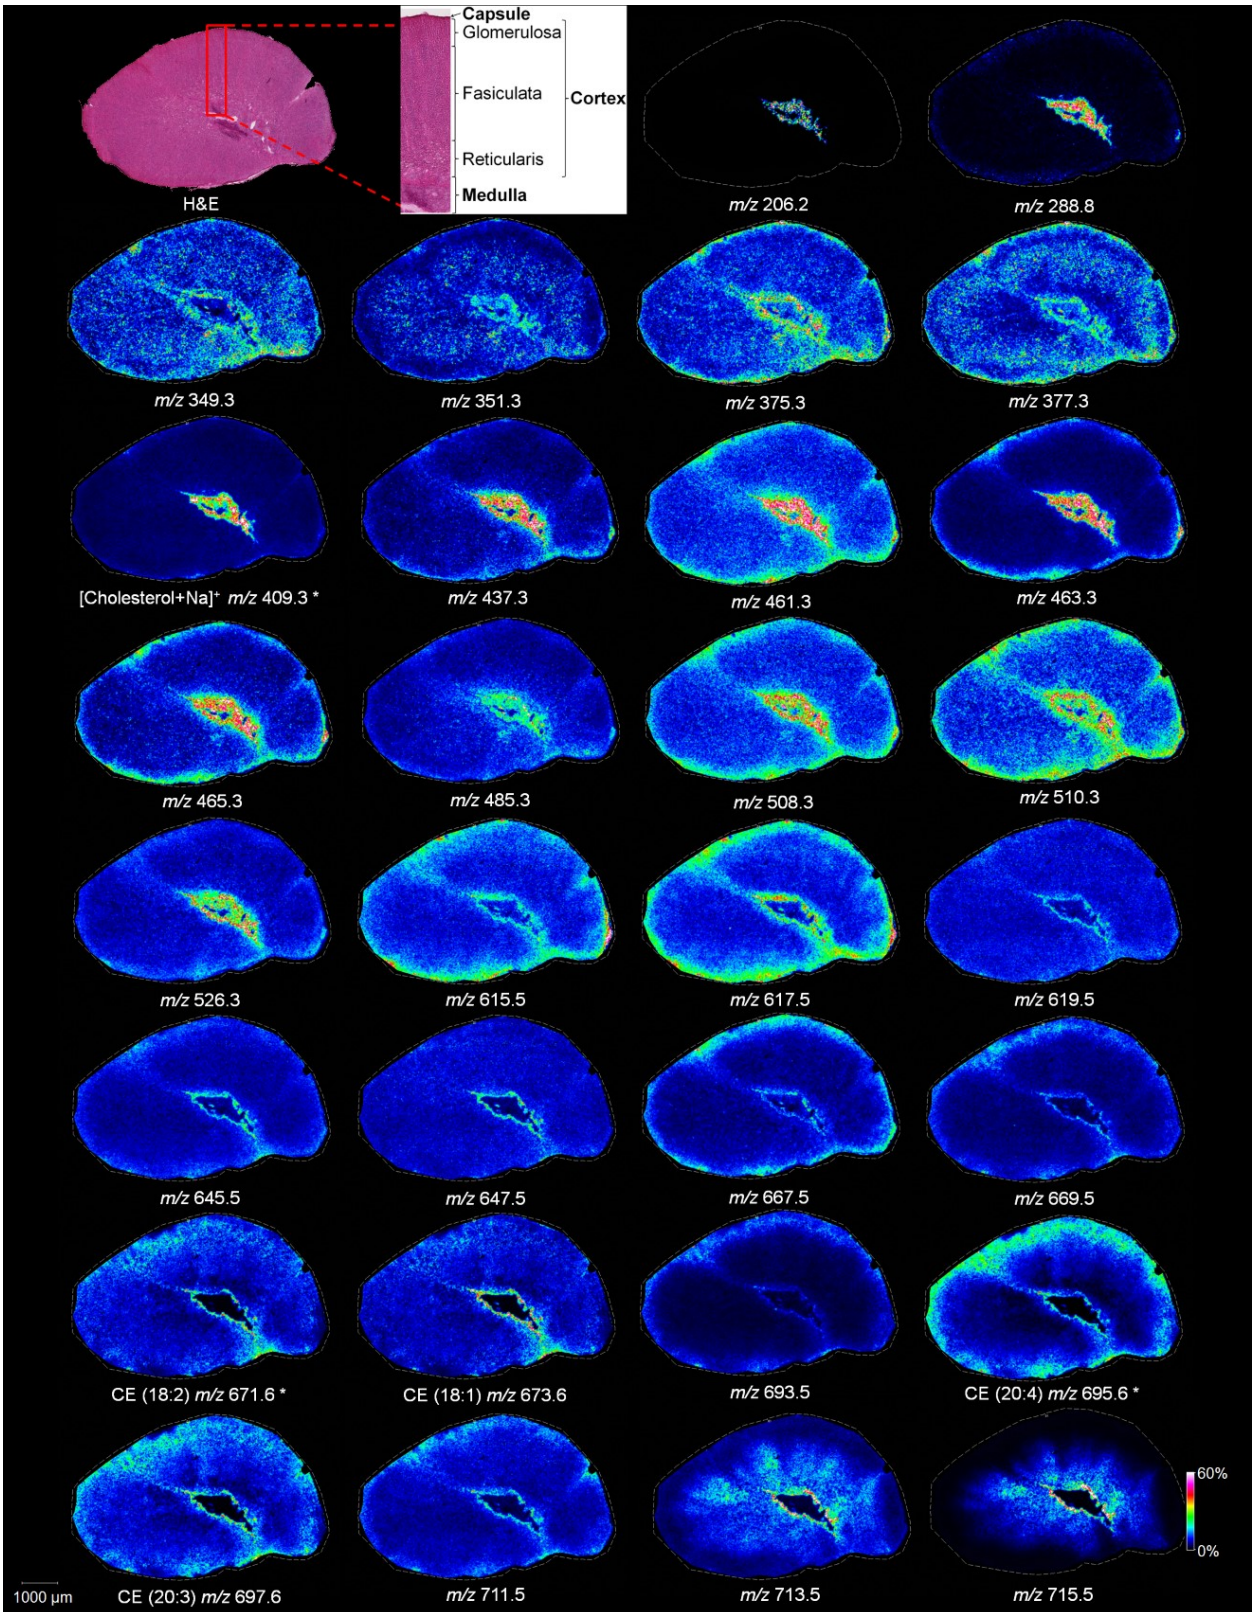 Capsule
Glomerulosa
Fasiculata
Cortex
Reticularis
Medulla
H&E
m/z 206.2
m/z 288.8
m/z 349.3
m/z 351.3
m/z 375.3
m/z 377.3
[Cholesterol+Na]⁺ m/z 409.3 *
m/z 437.3
m/z 461.3
m/z 463.3
m/z 465.3
m/z 485.3
m/z 508.3
m/z 510.3
m/z 526.3
m/z 615.5
m/z 617.5
m/z 619.5
m/z 645.5
m/z 647.5
m/z 667.5
m/z 669.5
CE (18:2) m/z 671.6 *
CE (18:1) m/z 673.6
m/z 693.5
CE (20:4) m/z 695.6 *
60%
0%
1000 µm
CE (20:3) m/z 697.6
m/z 711.5
m/z 713.5
m/z 715.5